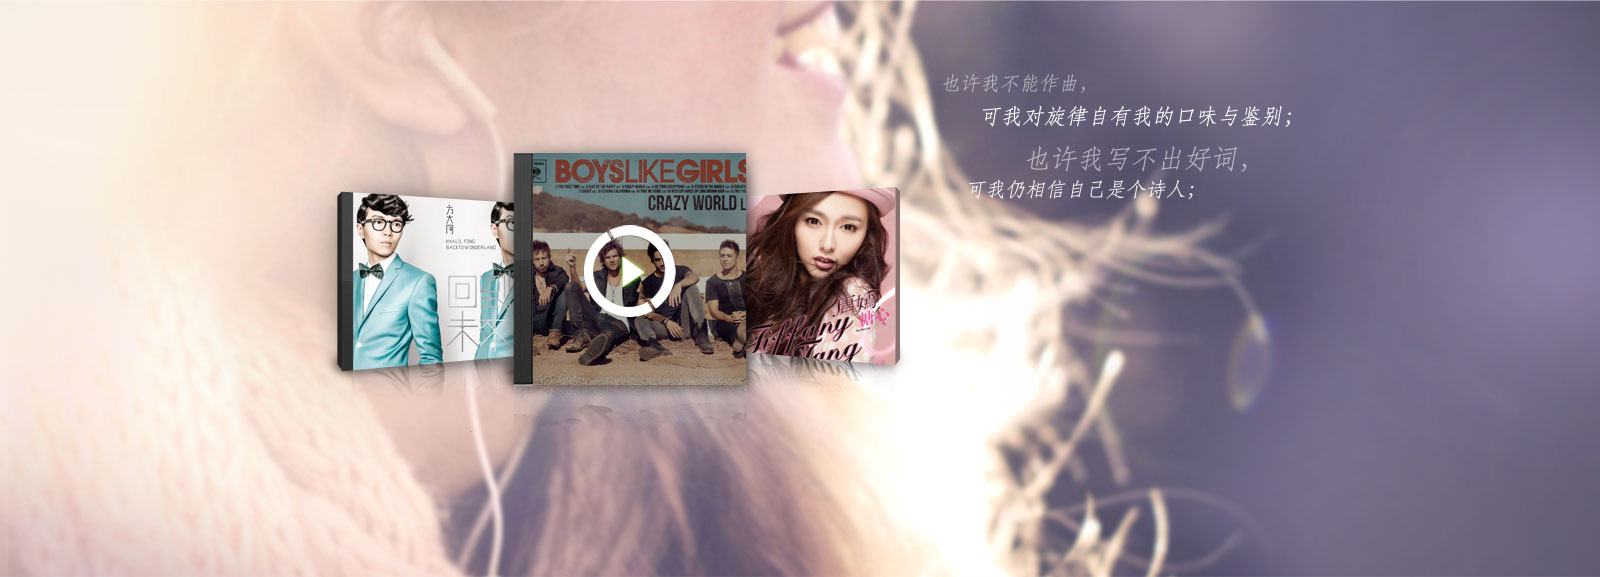 也许我不能作曲，
可我对旋律自有我的口味与鉴别；
也许我写不出好词，
可我仍相信自己是个诗人；
方大同
KHALIL FONG
BACK TO WONDERLAND
回到
未来
BOYSLIKEGIRLS
CRAZY WORLD
唐嫣
糖心
Tiffany
Tang